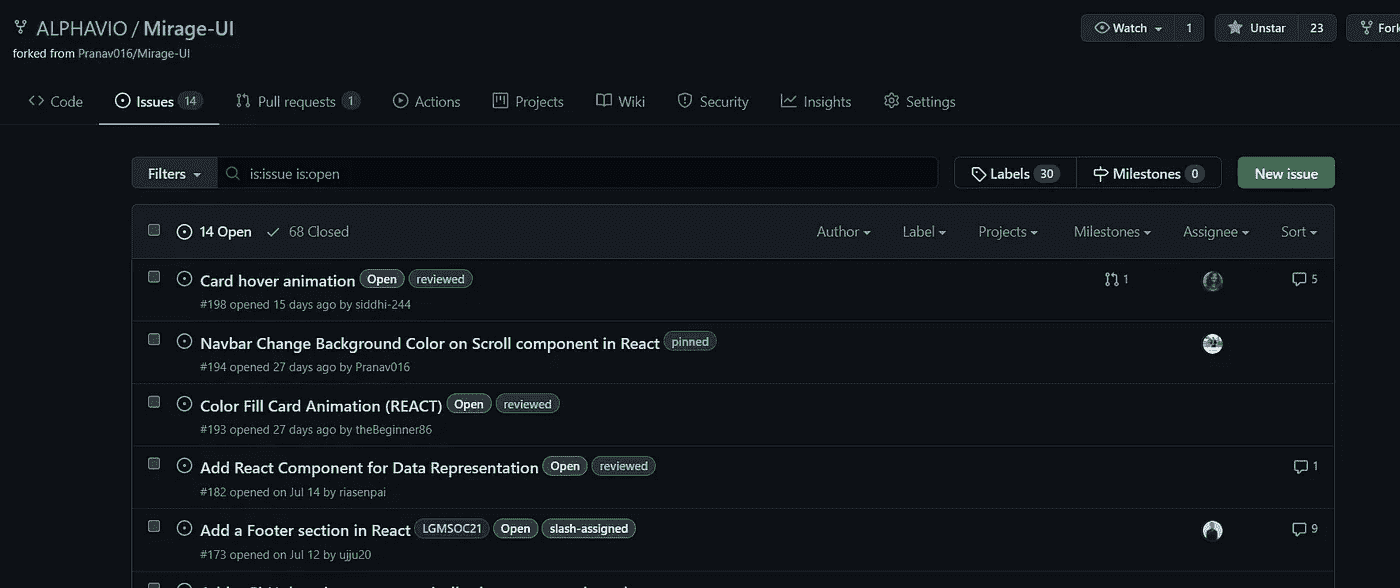 ALPHAVIO / Mirage-UI
forked from Pranav016/Mirage-UI
Watch 1 Unstar 23 Fork
Code Issues 14 Pull requests 1 Actions Projects Wiki Security Insights Settings
Filters is:issue is:open Labels 30 Milestones 0 New issue
14 Open 68 Closed Author Label Projects Milestones Assignee Sort
Card hover animation Open reviewed 1 5
#198 opened 15 days ago by siddhi-244
Navbar Change Background Color on Scroll component in React pinned
#194 opened 27 days ago by Pranav016
Color Fill Card Animation (REACT) Open reviewed
#193 opened 27 days ago by theBeginner86
Add React Component for Data Representation Open reviewed 1
#182 opened on Jul 14 by riasenpai
Add a Footer section in React LGMSOC21 Open slash-assigned 9
#173 opened on Jul 12 by ujju20